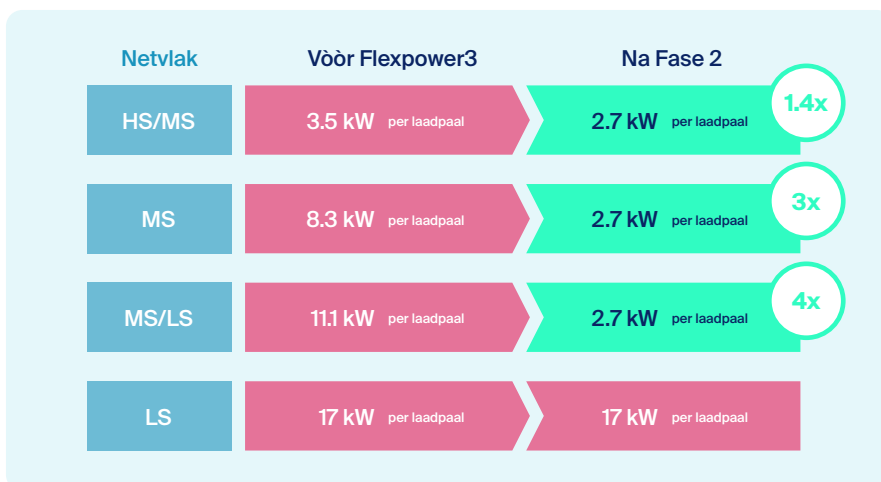 Netvlak Vòòr Flexpower3 Na Fase 2
HS/MS 3.5 kW per laadpaal 2.7 kW per laadpaal 1.4x
MS 8.3 kW per laadpaal 2.7 kW per laadpaal 3x
MS/LS 11.1 kW per laadpaal 2.7 kW per laadpaal 4x
LS 17 kW per laadpaal 17 kW per laadpaal